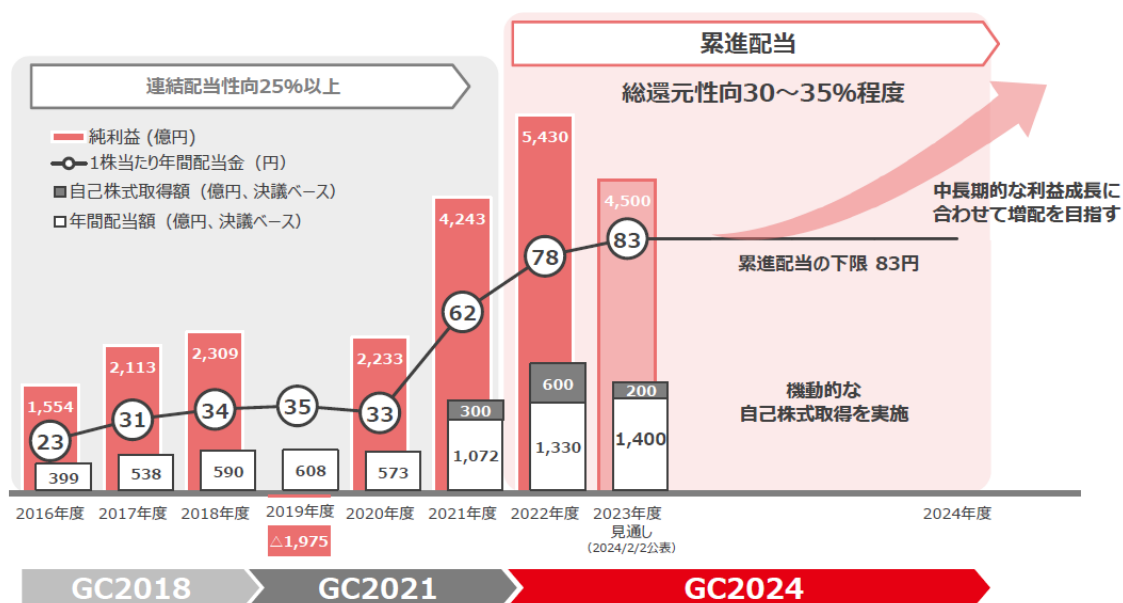 累進配当
連結配当性向25%以上
総還元性向30～35%程度
純利益 (億円)
1株当たり年間配当金 (円)
自己株式取得額 (億円、決議ベース)
年間配当額 (億円、決議ベース)
中長期的な利益成長に
合わせて増配を目指す
累進配当の下限 83円
機動的な
自己株式取得を実施
1,554
2,113
2,309
2,233
4,243
5,430
4,500
23
31
34
35
33
62
78
83
300
600
200
399
538
590
608
573
1,072
1,330
1,400
△1,975
2016年度
2017年度
2018年度
2019年度
2020年度
2021年度
2022年度
2023年度
見通し
(2024/2/2公表)
2024年度
GC2018
GC2021
GC2024